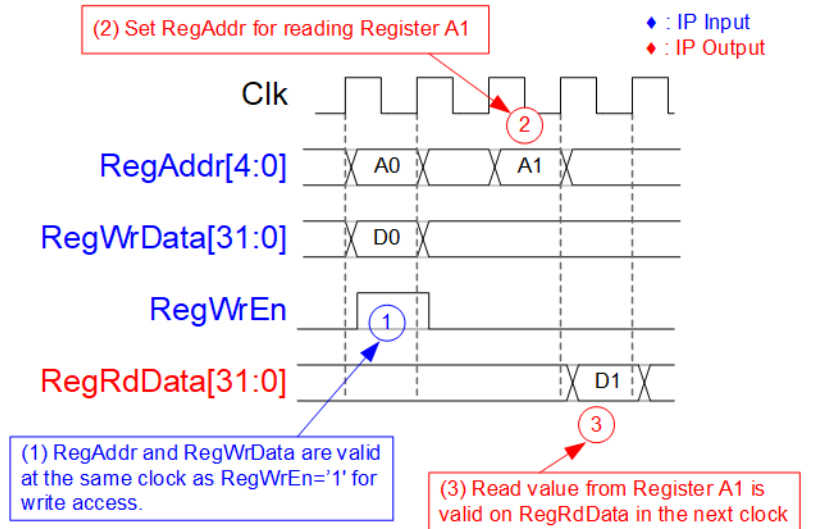 (2) Set RegAddr for reading Register A1
♦ : IP Input
♦ : IP Output
Clk
2
RegAddr[4:0]
A0
A1
RegWrData[31:0]
D0
RegWrEn
1
RegRdData[31:0]
D1
3
(1) RegAddr and RegWrData are valid
at the same clock as RegWrEn='1' for
write access.
(3) Read value from Register A1 is
valid on RegRdData in the next clock